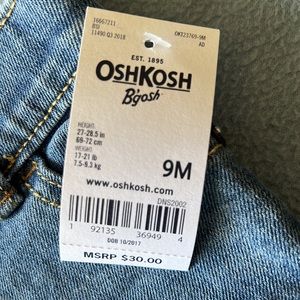 16667211
BSI
11490 Q3 2018
OKF23769-9M
AD
EST. 1895
OSHKOSH
B'gosh
HEIGHT:
27-28.5 in
69-72 cm
WEIGHT:
17-21 lb
7.5-9.3 kg
9M
www.oshkosh.com
DNS2002
1 92135 36949 4
DOB 10/2017
MSRP $30.00